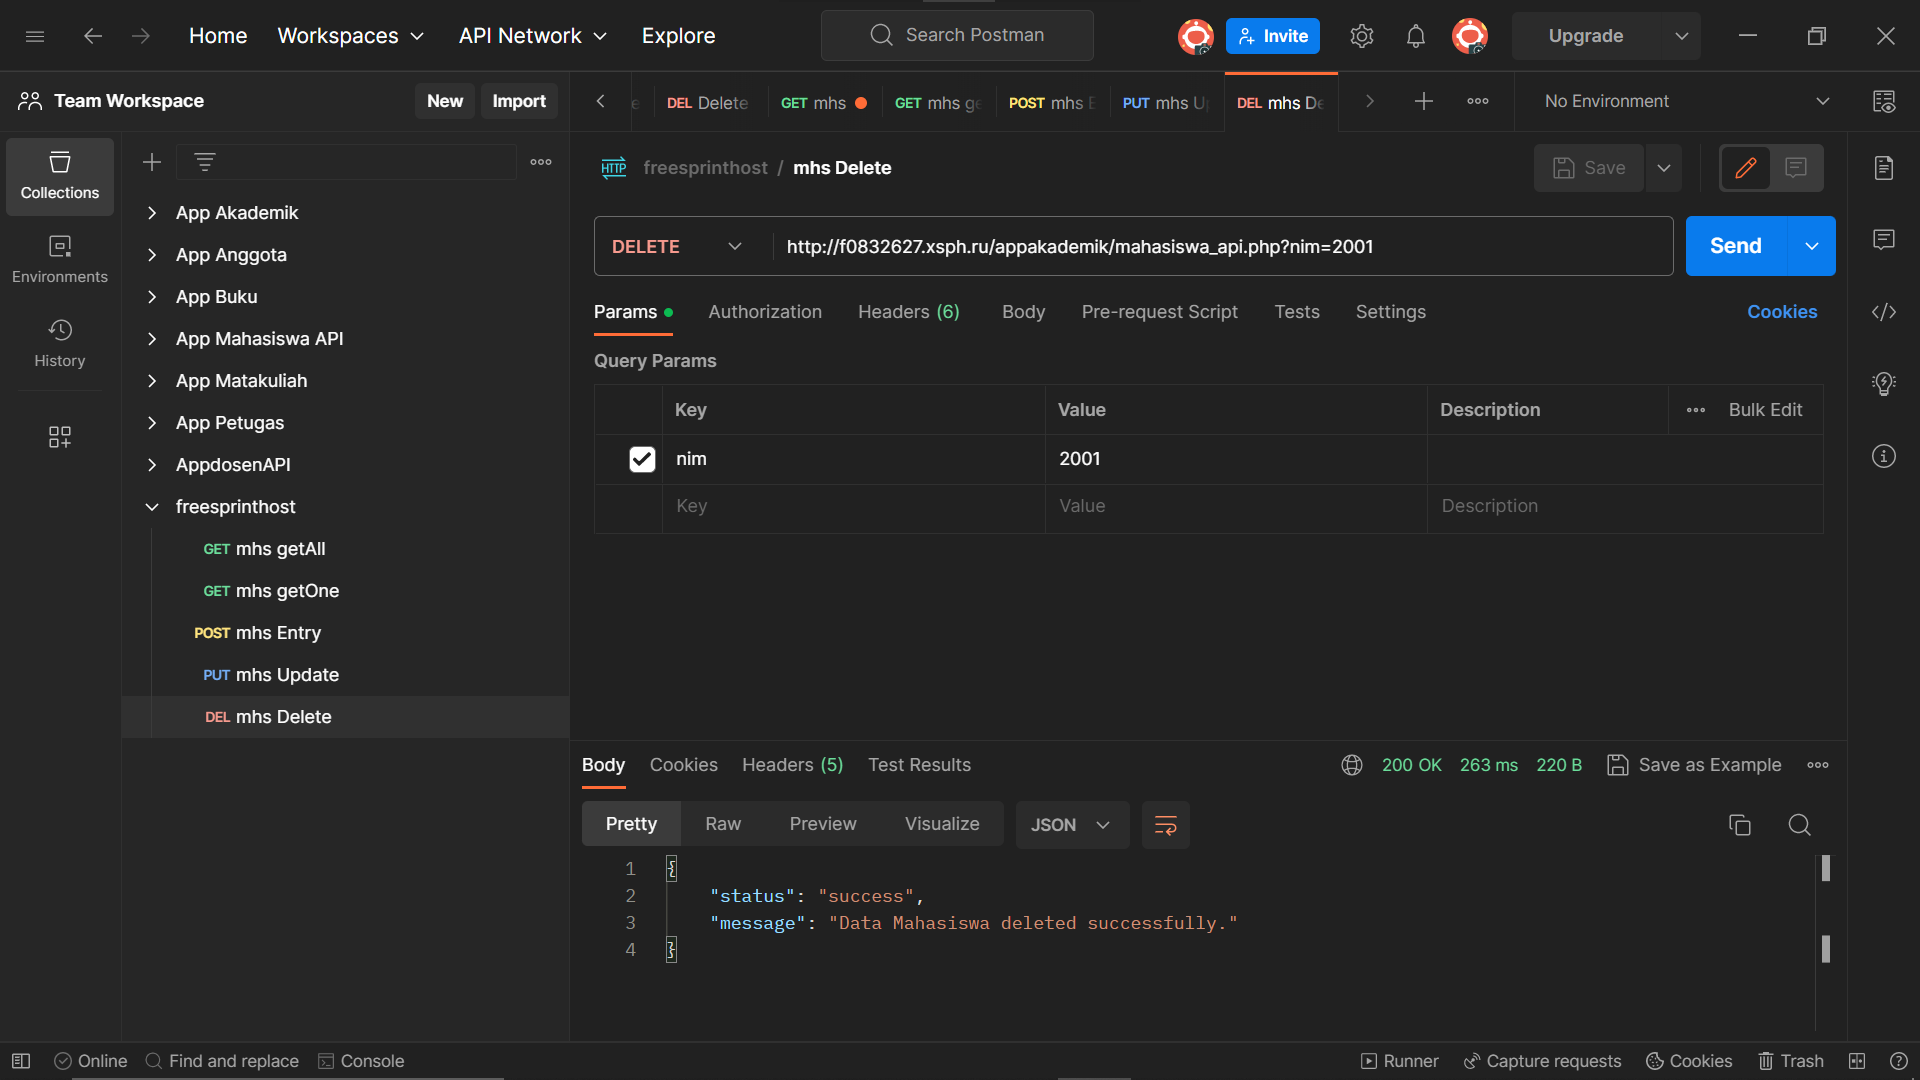 Home Workspaces API Network Explore Search Postman Invite Upgrade
Team Workspace New Import
DEL Delete GET mhs GET mhs POST mhs PUT mhs DEL mhs No Environment
Collections
Environments
History
App Akademik
App Anggota
App Buku
App Mahasiswa API
App Matakuliah
App Petugas
AppdosenAPI
freesprinthost
GET mhs getAll
GET mhs getOne
POST mhs Entry
PUT mhs Update
DEL mhs Delete
HTTP freesprinthost / mhs Delete Save
DELETE http://f0832627.xsph.ru/appakademik/mahasiswa_api.php?nim=2001 Send
Params Authorization Headers (6) Body Pre-request Script Tests Settings Cookies
Query Params
Key Value Description Bulk Edit
nim 2001
Key Value Description
Body Cookies Headers (5) Test Results 200 OK 263 ms 220 B Save as Example
Pretty Raw Preview Visualize JSON
1 {
2 "status": "success",
3 "message": "Data Mahasiswa deleted successfully."
4 }
Online Find and replace Console Runner Capture requests Cookies Trash